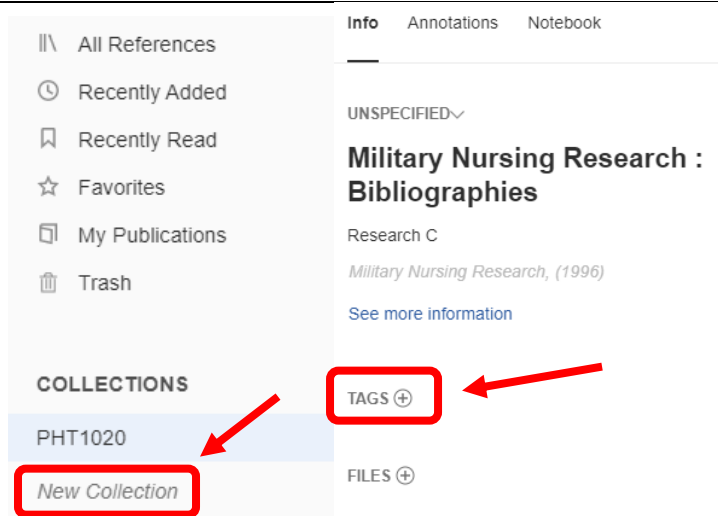 All References
Recently Added
Recently Read
Favorites
My Publications
Trash
COLLECTIONS
PHT1020
New Collection
Info Annotations Notebook
UNSPECIFIED
Military Nursing Research :
Bibliographies
Research C
Military Nursing Research, (1996)
See more information
TAGS
FILES